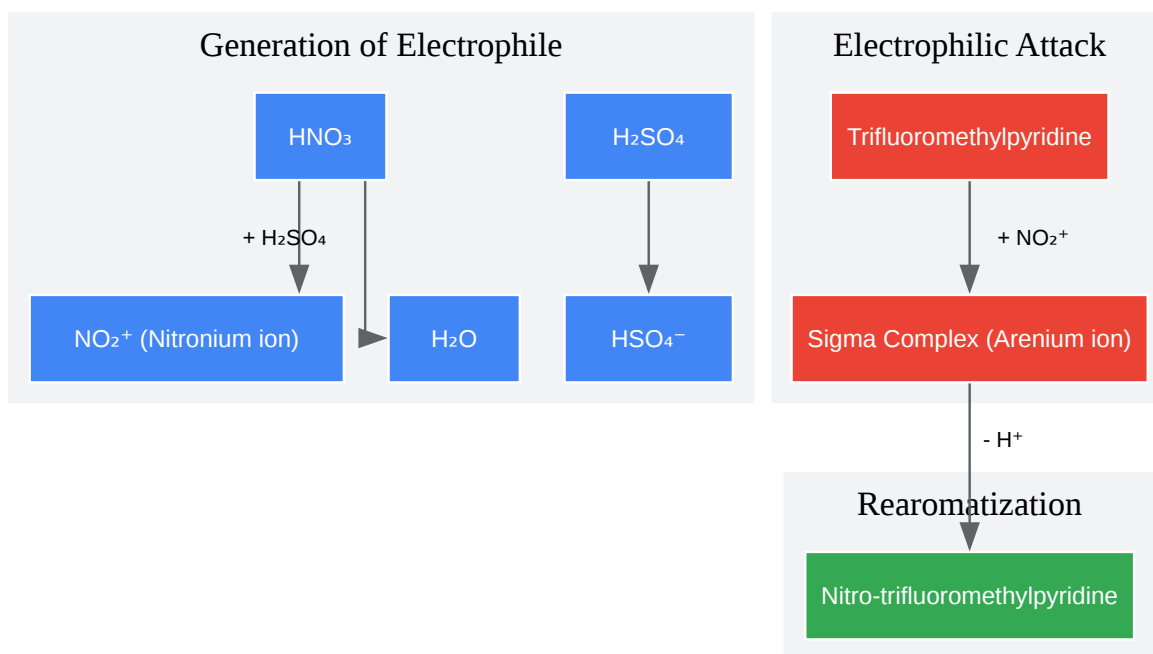 Generation of Electrophile
HNO₃
H₂SO₄
+ H₂SO₄
NO₂⁺ (Nitronium ion)
H₂O
HSO₄⁻
Electrophilic Attack
Trifluoromethylpyridine
+ NO₂⁺
Sigma Complex (Arenium ion)
- H⁺
Rearomatization
Nitro-trifluoromethylpyridine